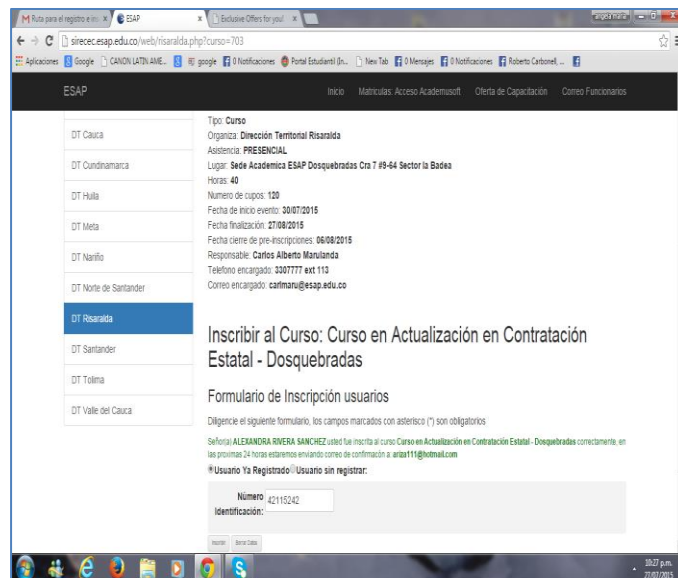 Ruta para el registro e ins
ESAP
Exclusive Offers for you!
sirecec.esap.edu.co/web/risaralda.php?curso=703
Aplicaciones Google CANON LATIN AME... google 0 Notificaciones Portal Estudiantil (In... New Tab 0 Mensajes 0 Notificaciones Roberto Carbonell, ...
ESAP Inicio Matriculas: Acceso Academusoft Oferta de Capacitación Correo Funcionarios
DT Cauca
DT Cundinamarca
DT Huila
DT Meta
DT Nariño
DT Norte de Santander
DT Risaralda
DT Santander
DT Tolima
DT Valle del Cauca
Tipo: Curso
Organiza: Dirección Territorial Risaralda
Asistencia: PRESENCIAL
Lugar: Sede Academica ESAP Dosquebradas Cra 7 #9-64 Sector la Badea
Horas: 40
Numero de cupos: 120
Fecha de inicio evento: 30/07/2015
Fecha finalización: 27/08/2015
Fecha cierre de pre-inscripciones: 06/08/2015
Responsable: Carlos Alberto Marulanda
Telefono encargado: 3307777 ext 113
Correo encargado: carlmaru@esap.edu.co
Inscribir al Curso: Curso en Actualización en Contratación
Estatal - Dosquebradas
Formulario de Inscripción usuarios
Diligencie el siguiente formulario, los campos marcados con asterisco (*) son obligatorios
Señor(a) ALEXANDRA RIVERA SANCHEZ usted fue inscrita al curso Curso en Actualización en Contratación Estatal - Dosquebradas correctamente, en
las proximas 24 horas estaremos enviando correo de confirmacón a: ariza111@hotmail.com
Usuario Ya Registrado Usuario sin registrar:
Número
Identificación: 42115242
Inscribir Borrar Datos
10:27 p.m.
27/07/2015